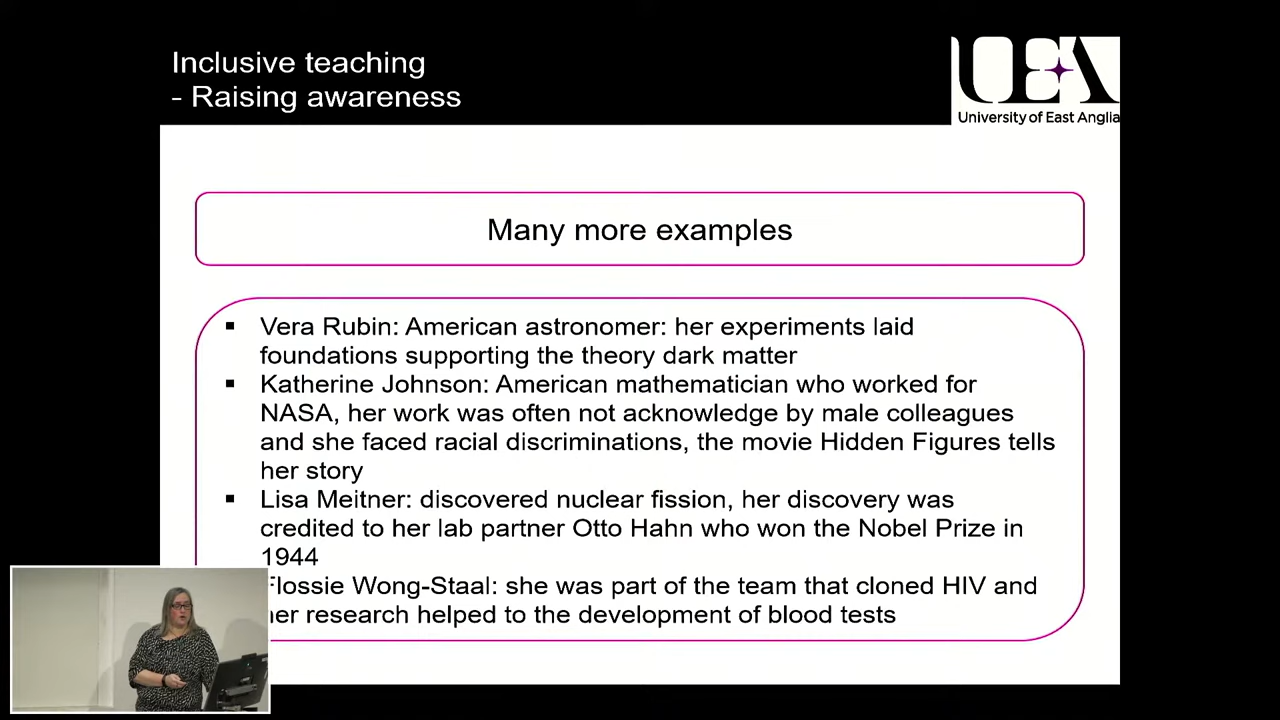 Inclusive teaching
- Raising awareness
UEA
University of East Anglia
Many more examples
▪ Vera Rubin: American astronomer: her experiments laid
foundations supporting the theory dark matter
▪ Katherine Johnson: American mathematician who worked for
NASA, her work was often not acknowledge by male colleagues
and she faced racial discriminations, the movie Hidden Figures tells
her story
▪ Lisa Meitner: discovered nuclear fission, her discovery was
credited to her lab partner Otto Hahn who won the Nobel Prize in
1944
Flossie Wong-Staal: she was part of the team that cloned HIV and
her research helped to the development of blood tests